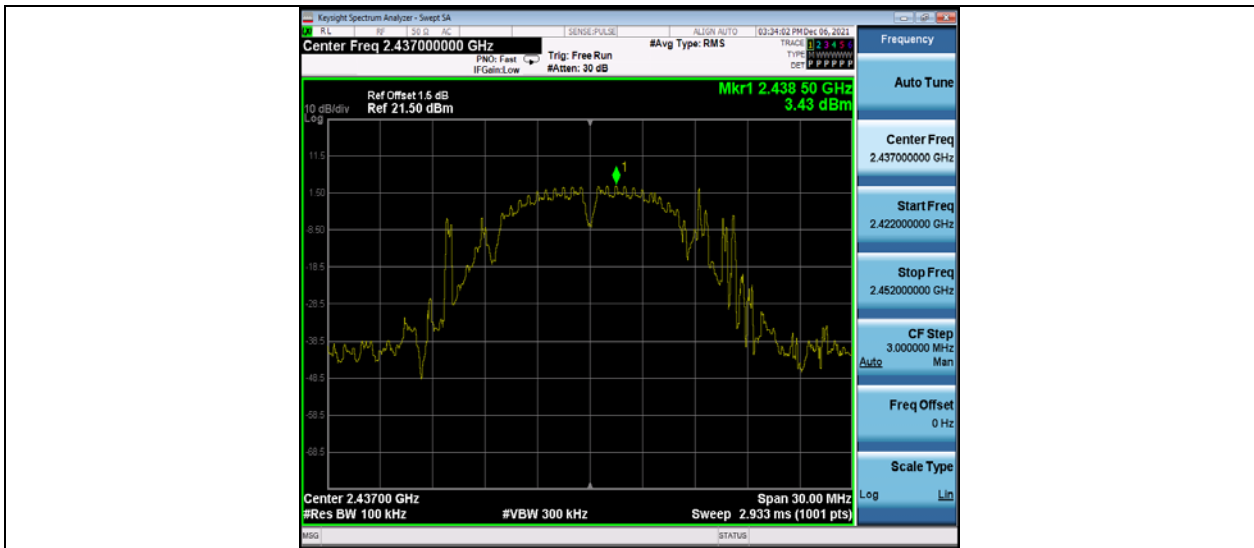 Keysight Spectrum Analyzer - Swept SA
RL RF 50 Ω AC SENSE:PULSE ALIGN AUTO 03:34:02 PM Dec 06, 2021
Center Freq 2.437000000 GHz
#Avg Type: RMS
TRACE 1 2 3 4 5 6
PNO: Fast Trig: Free Run
TYPE M WWWWW
IFGain:Low #Atten: 30 dB
DET P P P P P P
Frequency
Auto Tune
Mkr1 2.438 50 GHz
Ref Offset 1.5 dB
3.43 dBm
10 dB/div Ref 21.50 dBm
Log
11.5
1.50
-8.50
-18.5
-28.5
-38.5
-48.5
-58.5
-68.5
1
Center Freq
2.437000000 GHz
Start Freq
2.422000000 GHz
Stop Freq
2.452000000 GHz
CF Step
3.000000 MHz
Auto Man
Freq Offset
0 Hz
Scale Type
Log Lin
Center 2.43700 GHz Span 30.00 MHz
#Res BW 100 kHz #VBW 300 kHz Sweep 2.933 ms (1001 pts)
MSG STATUS